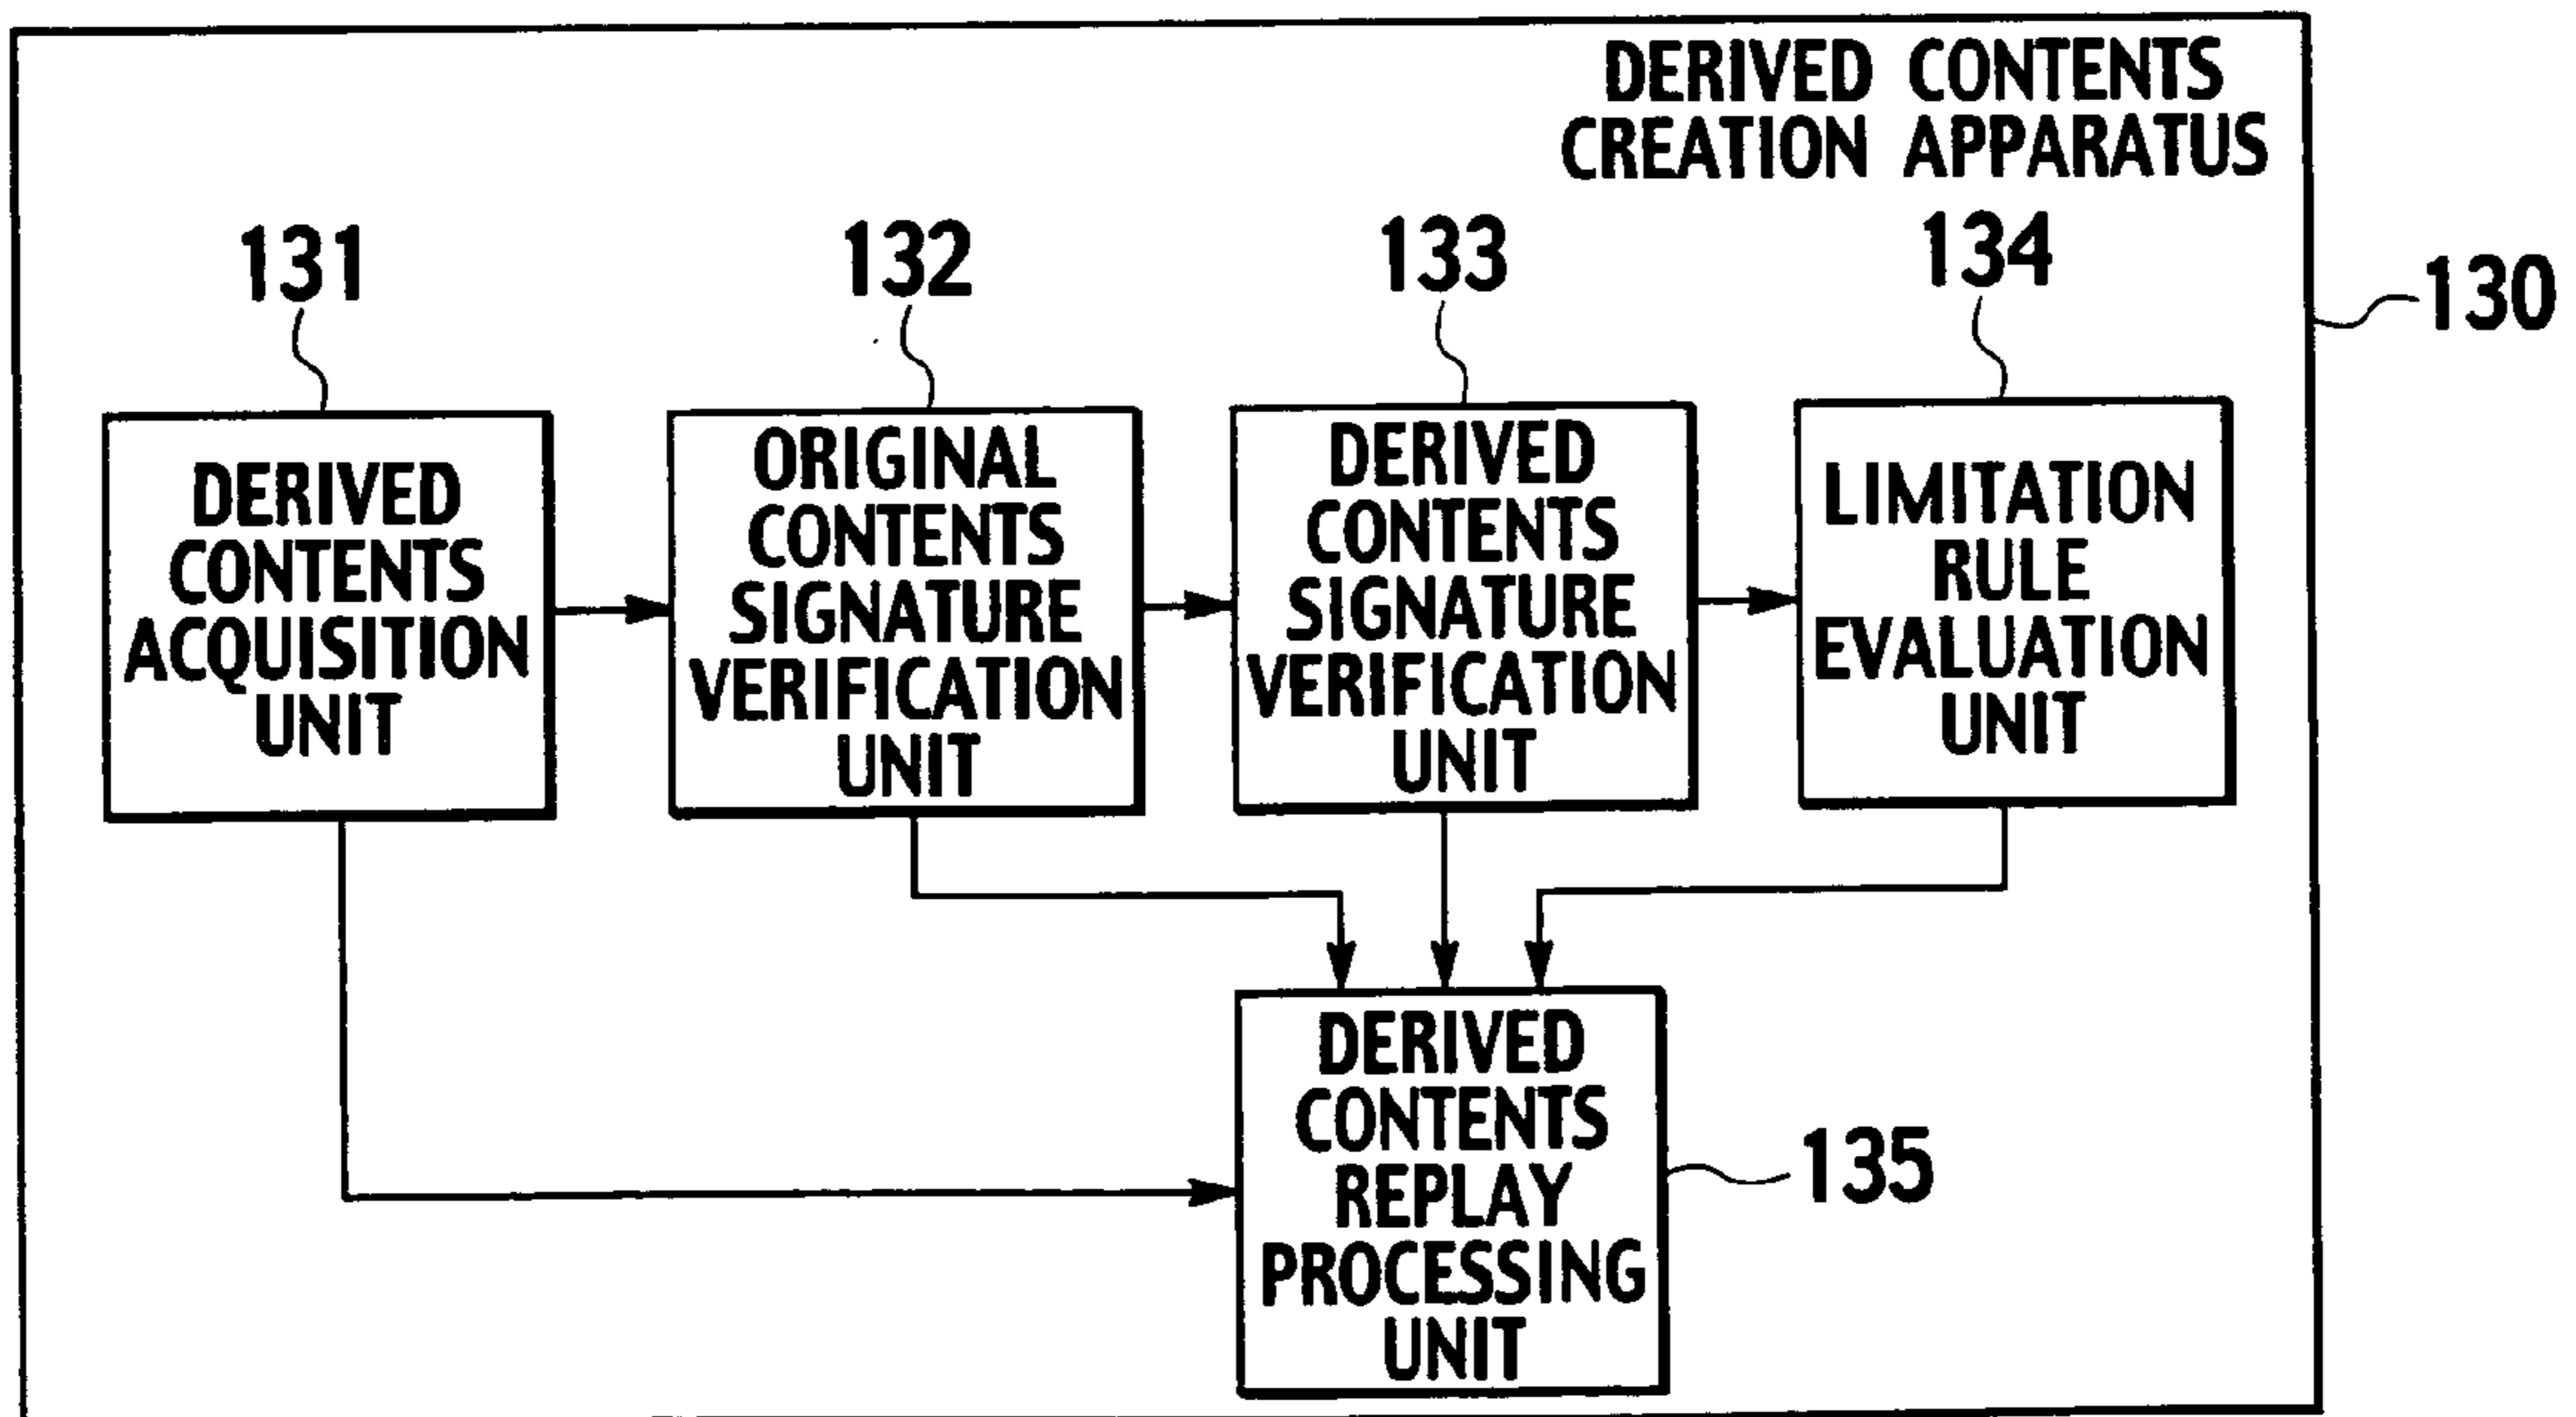 DERIVED CONTENTS
CREATION APPARATUS
131
132
133
134
130
DERIVED
CONTENTS
ACQUISITION
UNIT
ORIGINAL
CONTENTS
SIGNATURE
VERIFICATION
UNIT
DERIVED
CONTENTS
SIGNATURE
VERIFICATION
UNIT
LIMITATION
RULE
EVALUATION
UNIT
DERIVED
CONTENTS
REPLAY
PROCESSING
UNIT
135